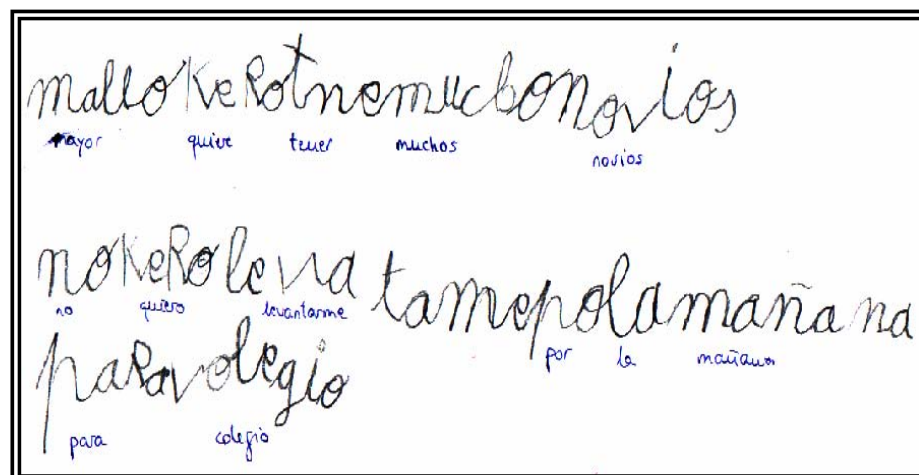 malloKeRotnemucbonovios
mayor quiere tener muchos novios
noKeRolevatamepolamañana
no quiero levantarme por la mañana
paRavolegio
para colegio